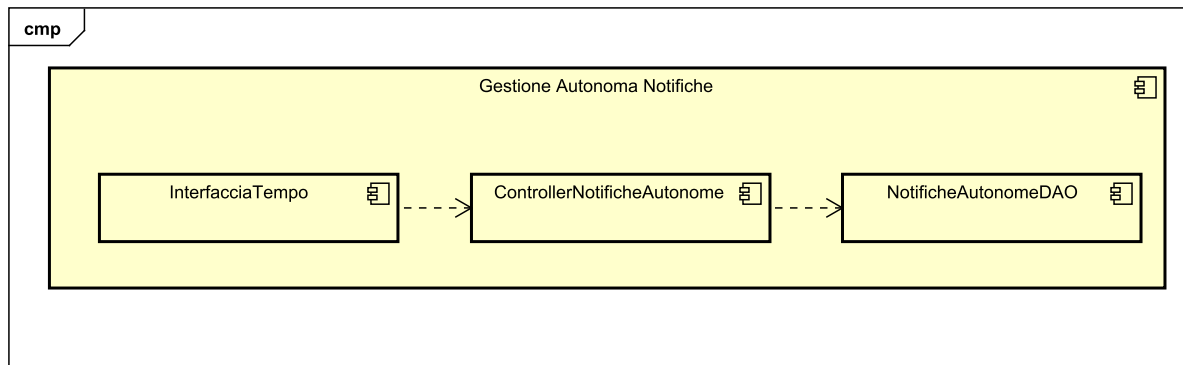 cmp
Gestione Autonoma Notifiche
InterfacciaTempo
ControllerNotificheAutonome
NotificheAutonomeDAO